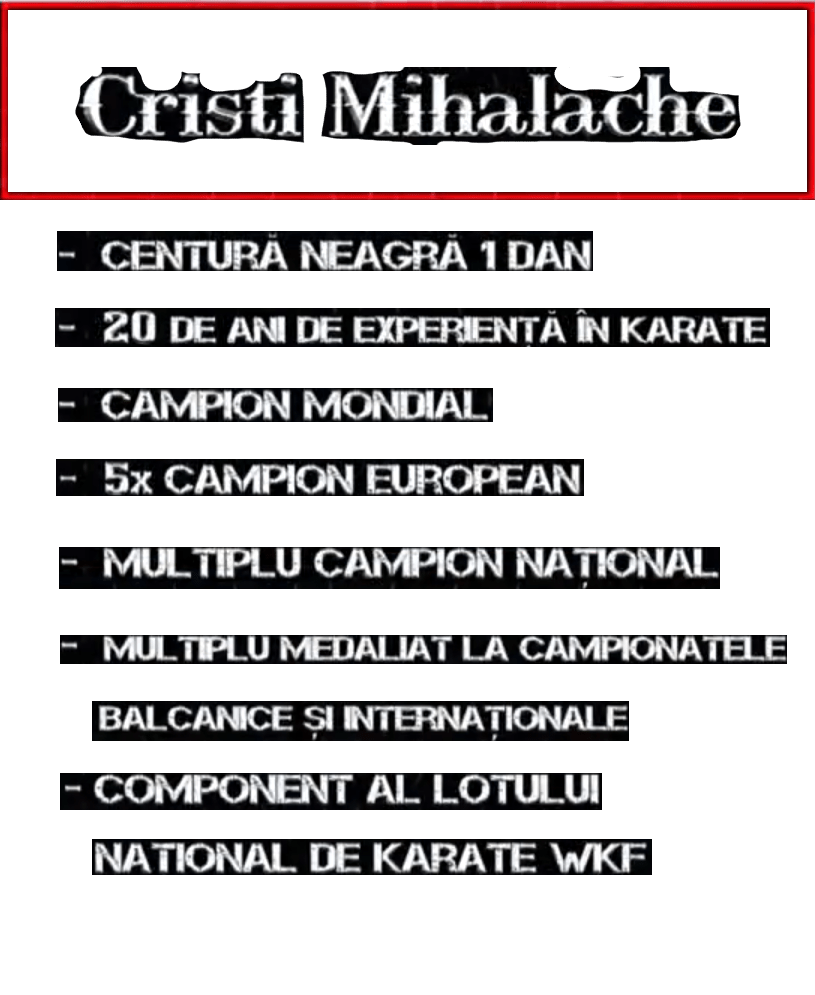 Cristi Mihalache
- CENTURĂ NEAGRĂ 1 DAN
- 20 DE ANI DE EXPERIENȚĂ ÎN KARATE
- CAMPION MONDIAL
- 5x CAMPION EUROPEAN
- MULTIPLU CAMPION NAȚIONAL
- MULTIPLU MEDALIAT LA CAMPIONATELE
BALCANICE ȘI INTERNAȚIONALE
- COMPONENT AL LOTULUI
NATIONAL DE KARATE WKF